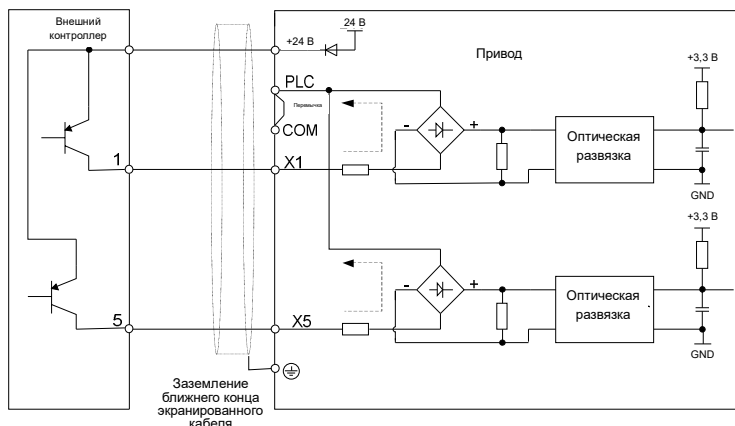 Внешний
контроллер
24 В
+24 В
Привод
+3,3 В
PLC
Перемычка
COM
-
+
Оптическая
развязка
1
X1
GND
+3,3 В
-
+
Оптическая
развязка
5
X5
GND
Заземление
ближнего конца
экранированного
кабеля